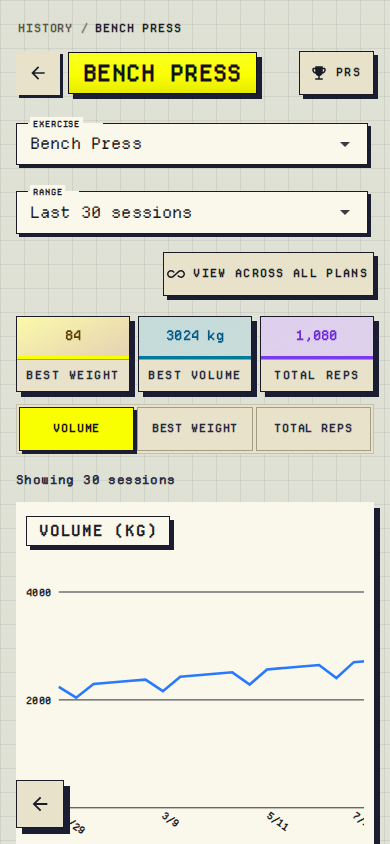 HISTORY / BENCH PRESS
BENCH PRESS
PRS
EXERCISE
Bench Press
RANGE
Last 30 sessions
VIEW ACROSS ALL PLANS
84
BEST WEIGHT
3024 kg
BEST VOLUME
1,080
TOTAL REPS
VOLUME
BEST WEIGHT
TOTAL REPS
Showing 30 sessions
VOLUME (KG)
4000
2000
/29
3/9
5/11
7/